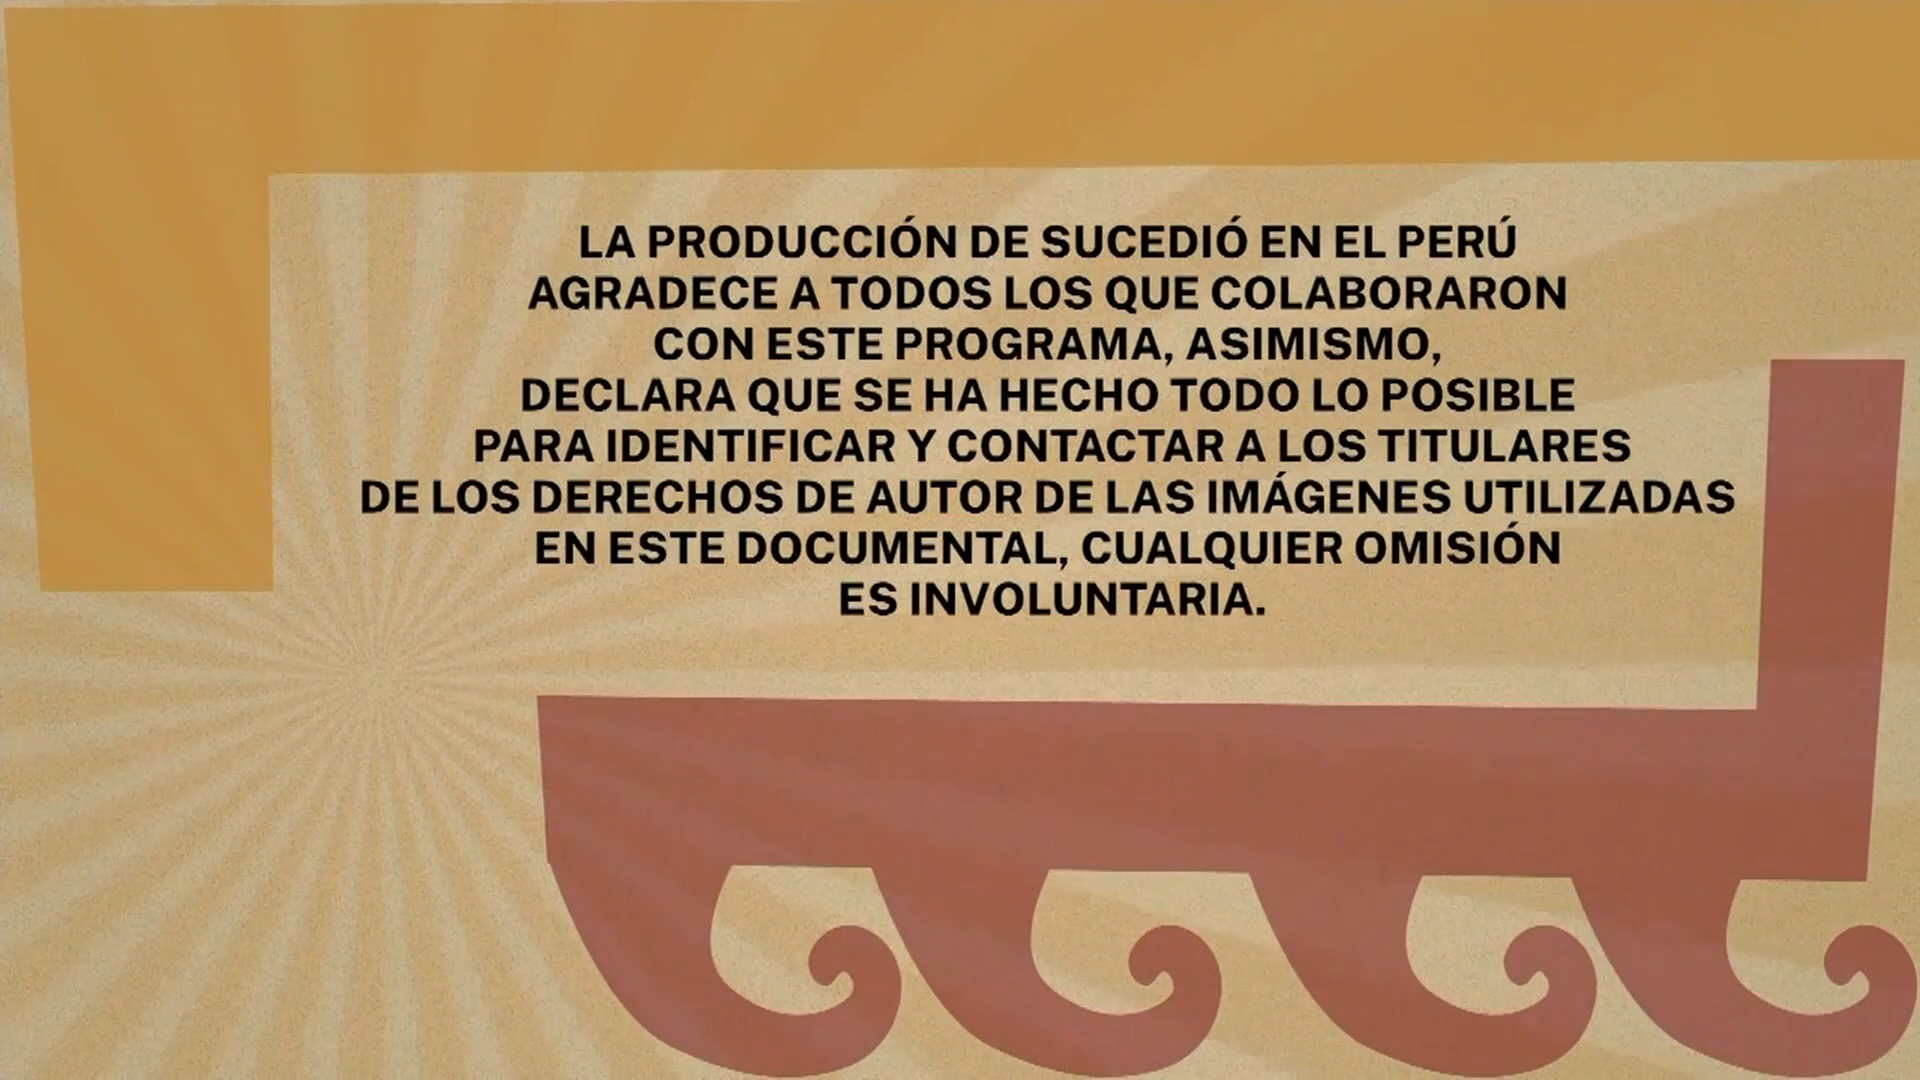 LA PRODUCCIÓN DE SUCEDIÓ EN EL PERÚ
AGRADECE A TODOS LOS QUE COLABORARON
CON ESTE PROGRAMA, ASIMISMO,
DECLARA QUE SE HA HECHO TODO LO POSIBLE
PARA IDENTIFICAR Y CONTACTAR A LOS TITULARES
DE LOS DERECHOS DE AUTOR DE LAS IMÁGENES UTILIZADAS
EN ESTE DOCUMENTAL, CUALQUIER OMISIÓN
ES INVOLUNTARIA.